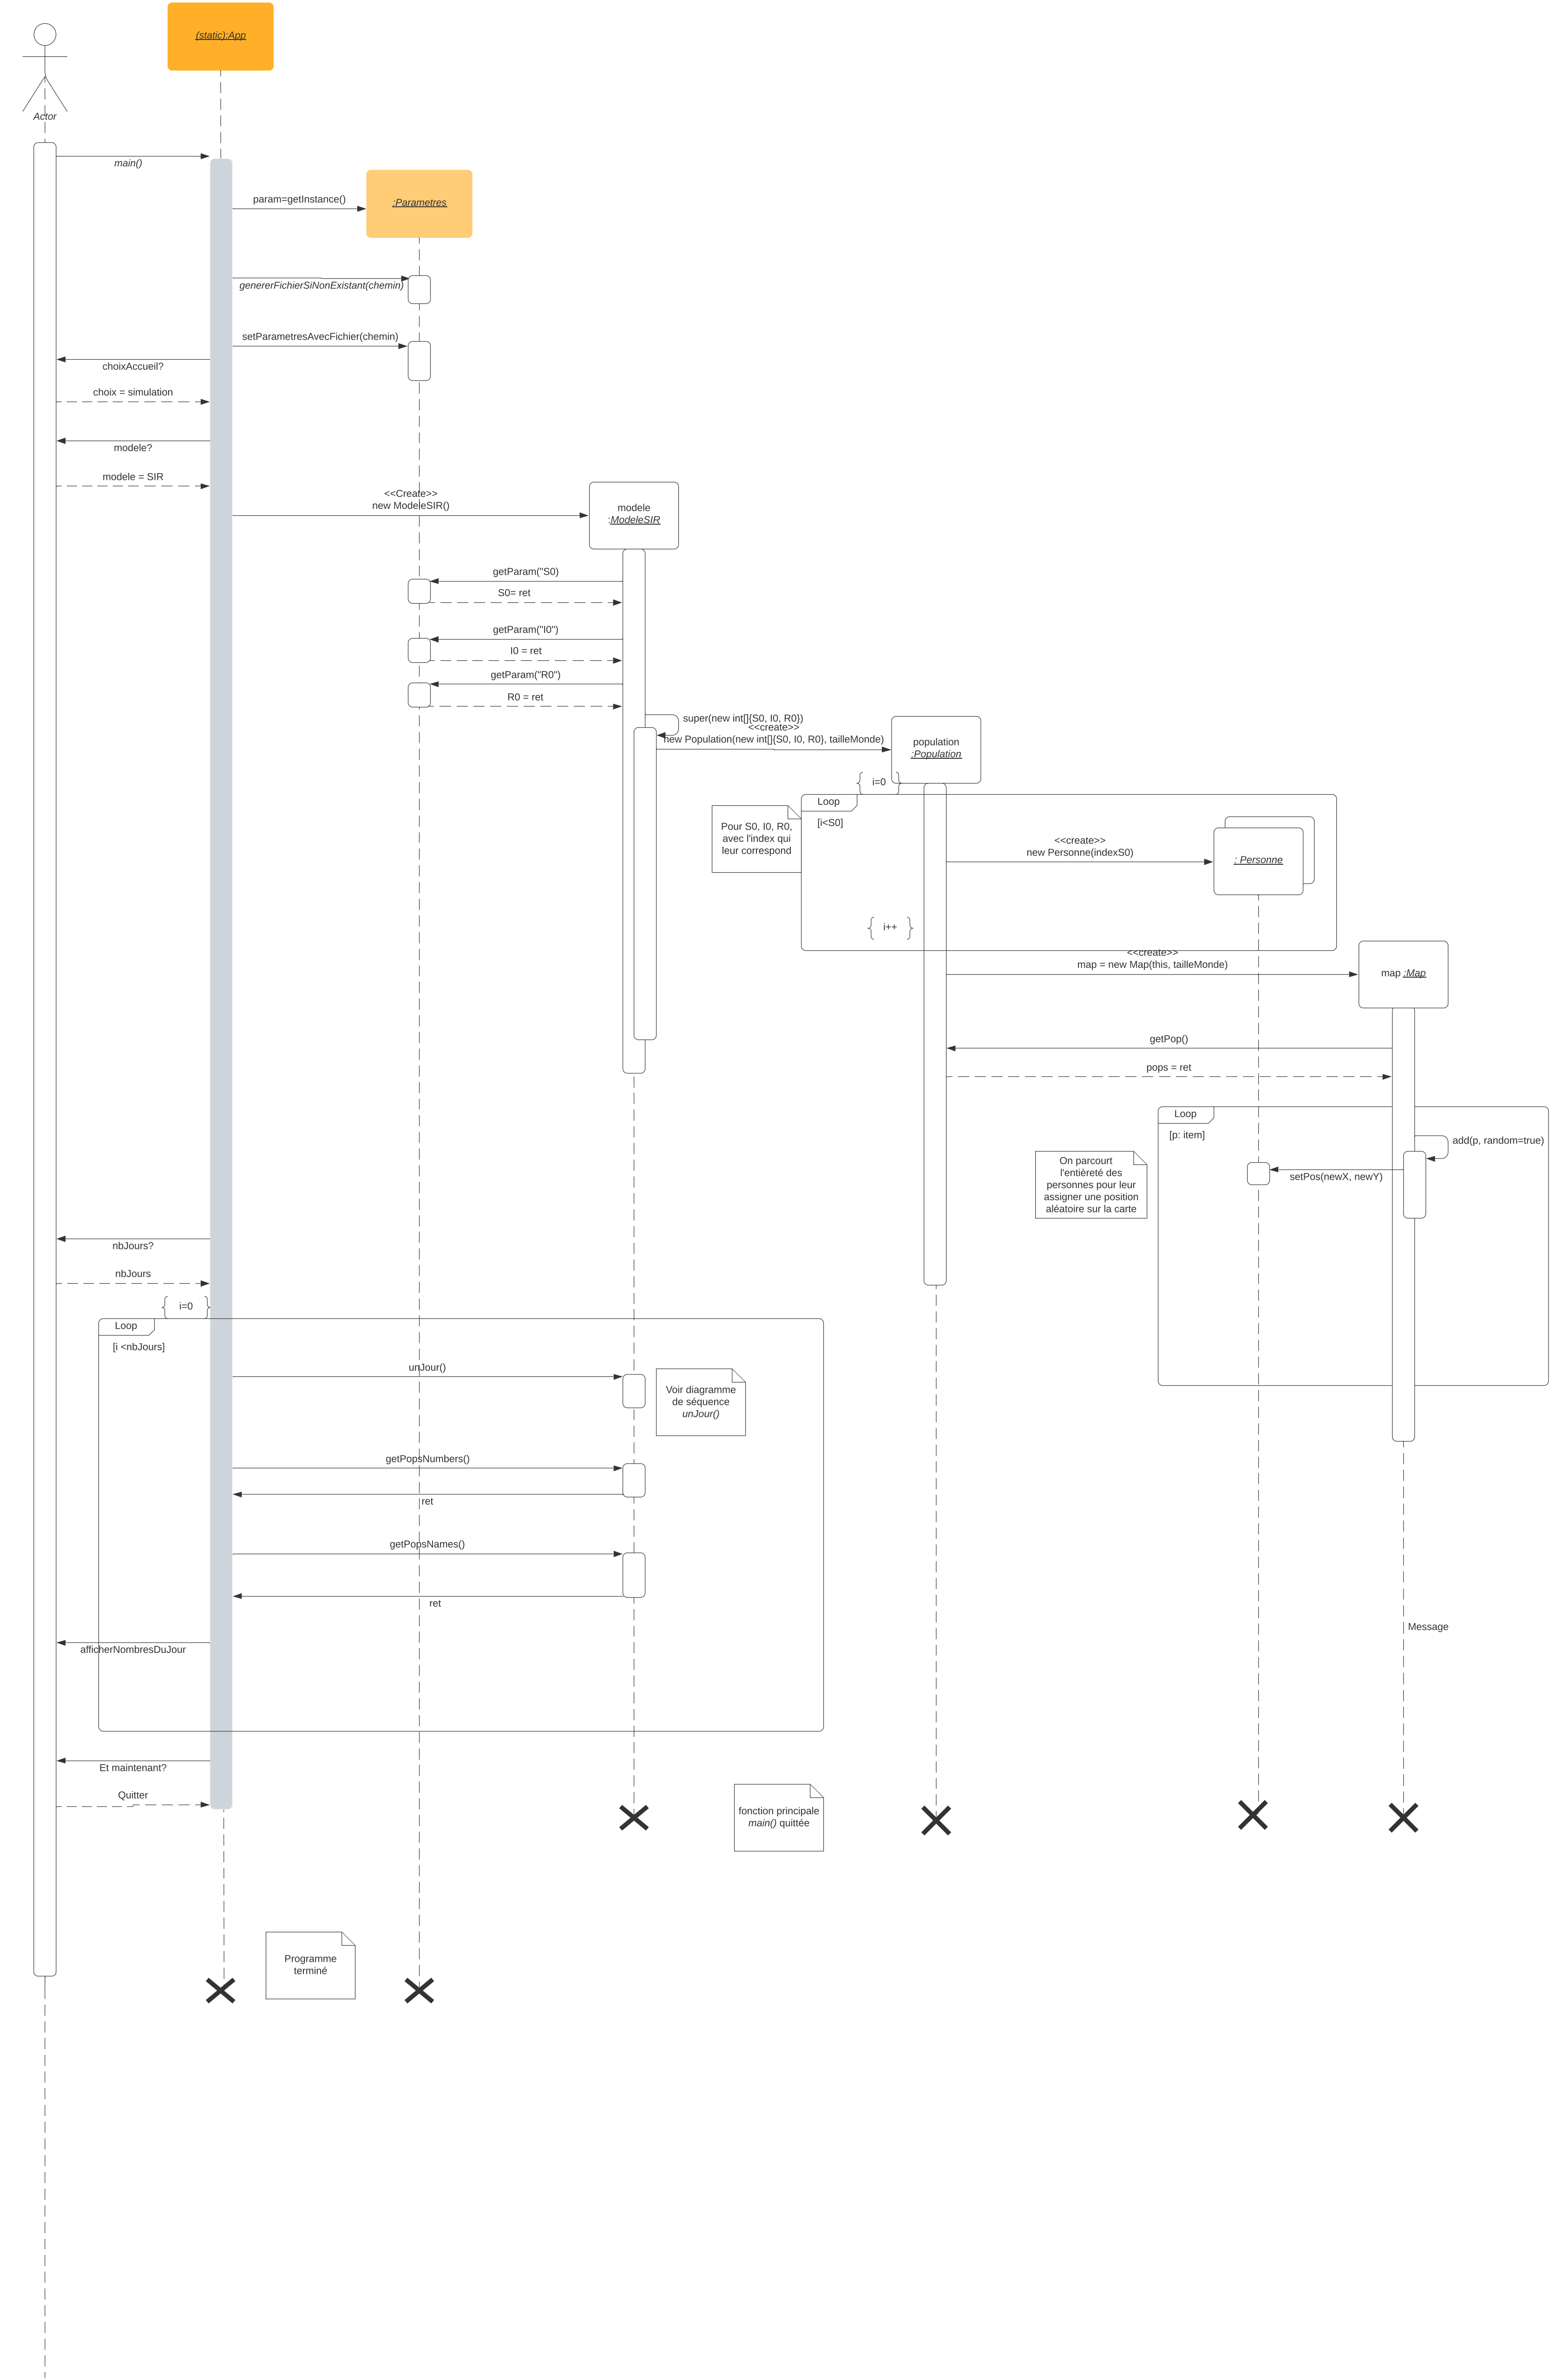 (static):App
Actor
main()
:Parametres
param=getInstance()
genererFichierSiNonExistant(chemin)
setParametresAvecFichier(chemin)
choixAccueil?
choix = simulation
modele?
modele = SIR
<<Create>>
new ModeleSIR()
modele
:ModeleSIR
getParam("S0)
S0= ret
getParam("I0")
I0 = ret
getParam("R0")
R0 = ret
super(new int[]{S0, I0, R0})
<<create>>
new Population(new int[]{S0, I0, R0}, tailleMonde)
population
:Population
i=0
Loop
[i<S0]
Pour S0, I0, R0,
avec l'index qui
leur correspond
<<create>>
new Personne(indexS0)
: Personne
i++
<<create>>
map = new Map(this, tailleMonde)
map :Map
getPop()
pops = ret
Loop
[p: item]
add(p, random=true)
setPos(newX, newY)
On parcourt
l'entièreté des
personnes pour leur
assigner une position
aléatoire sur la carte
nbJours?
nbJours
i=0
Loop
[i <nbJours]
unJour()
Voir diagramme
de séquence
unJour()
getPopsNumbers()
ret
getPopsNames()
ret
Message
afficherNombresDuJour
Et maintenant?
Quitter
fonction principale
main() quittée
Programme
terminé